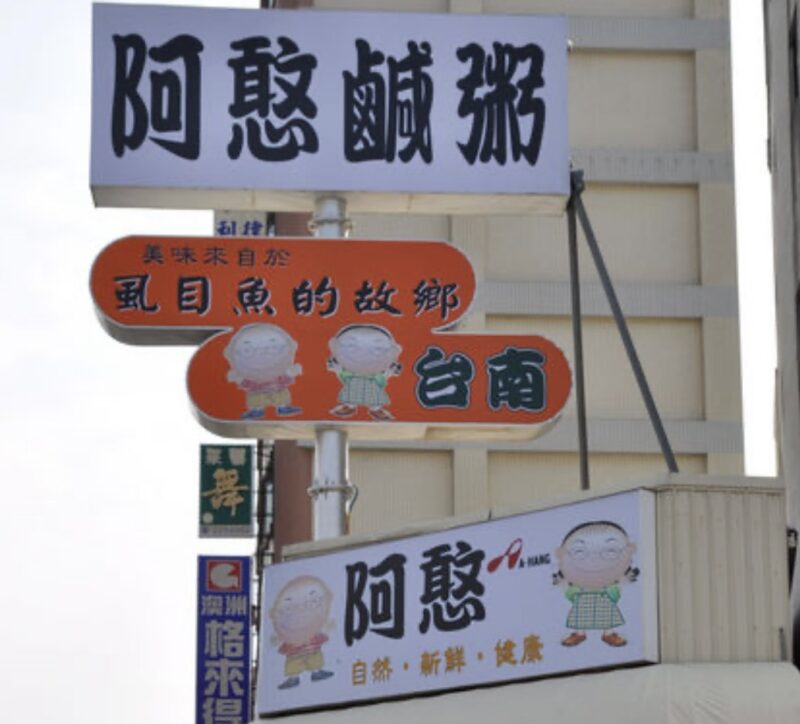 阿憨鹹粥
美味來自於
虱目魚的故鄉
台南
舞
澳洲
格來得
阿憨
A-HANG
自然·新鮮·健康